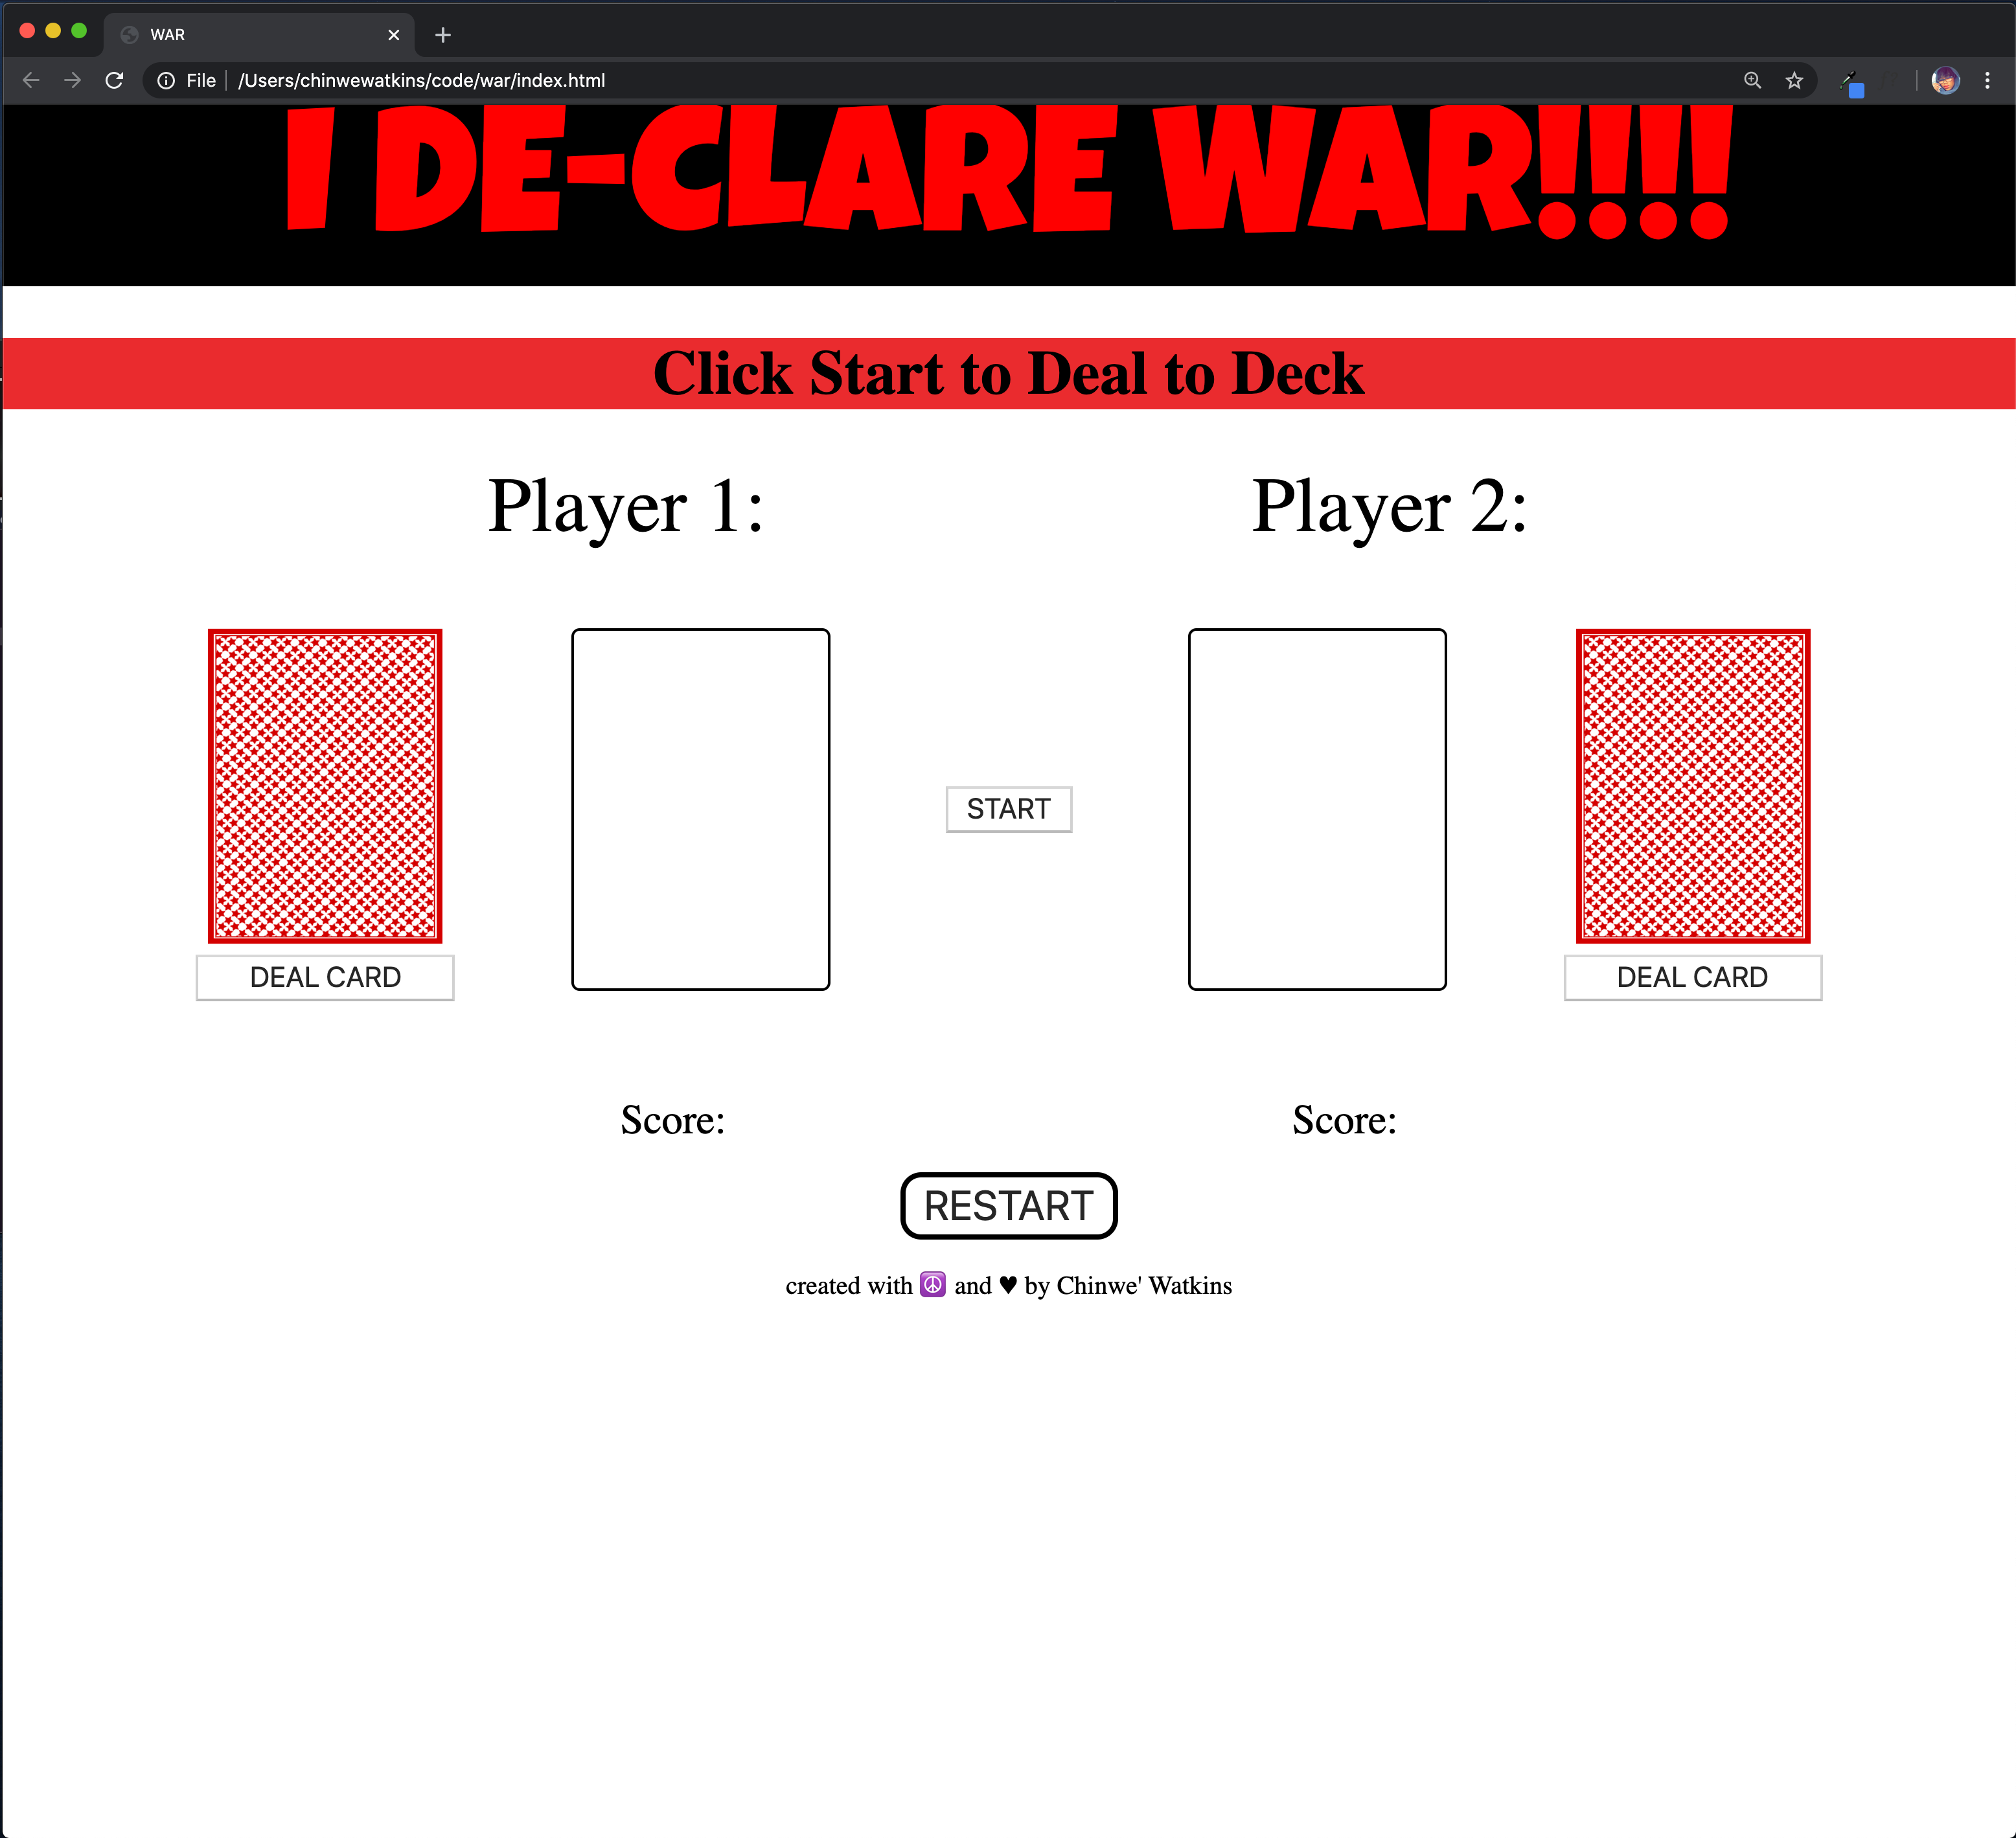 WAR
File /Users/chinwewatkins/code/war/index.html
I DE-CLARE WAR!!!!
Click Start to Deal to Deck
Player 1: Player 2:
START
DEAL CARD DEAL CARD
Score: Score:
RESTART
created with ☮️ and ♥ by Chinwe' Watkins